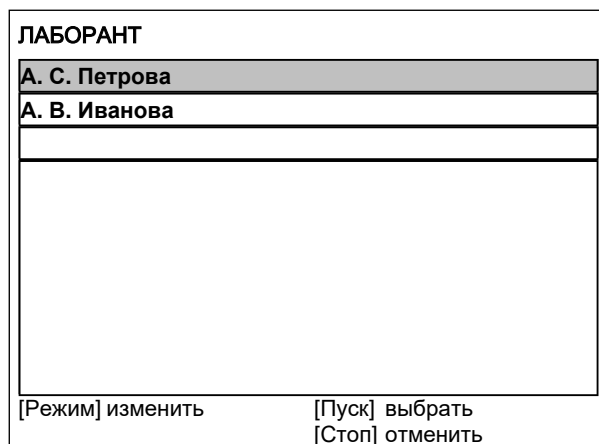 ЛАБОРАНТ
А. С. Петрова
А. В. Иванова
[Режим] изменить [Пуск] выбрать
[Стоп] отменить